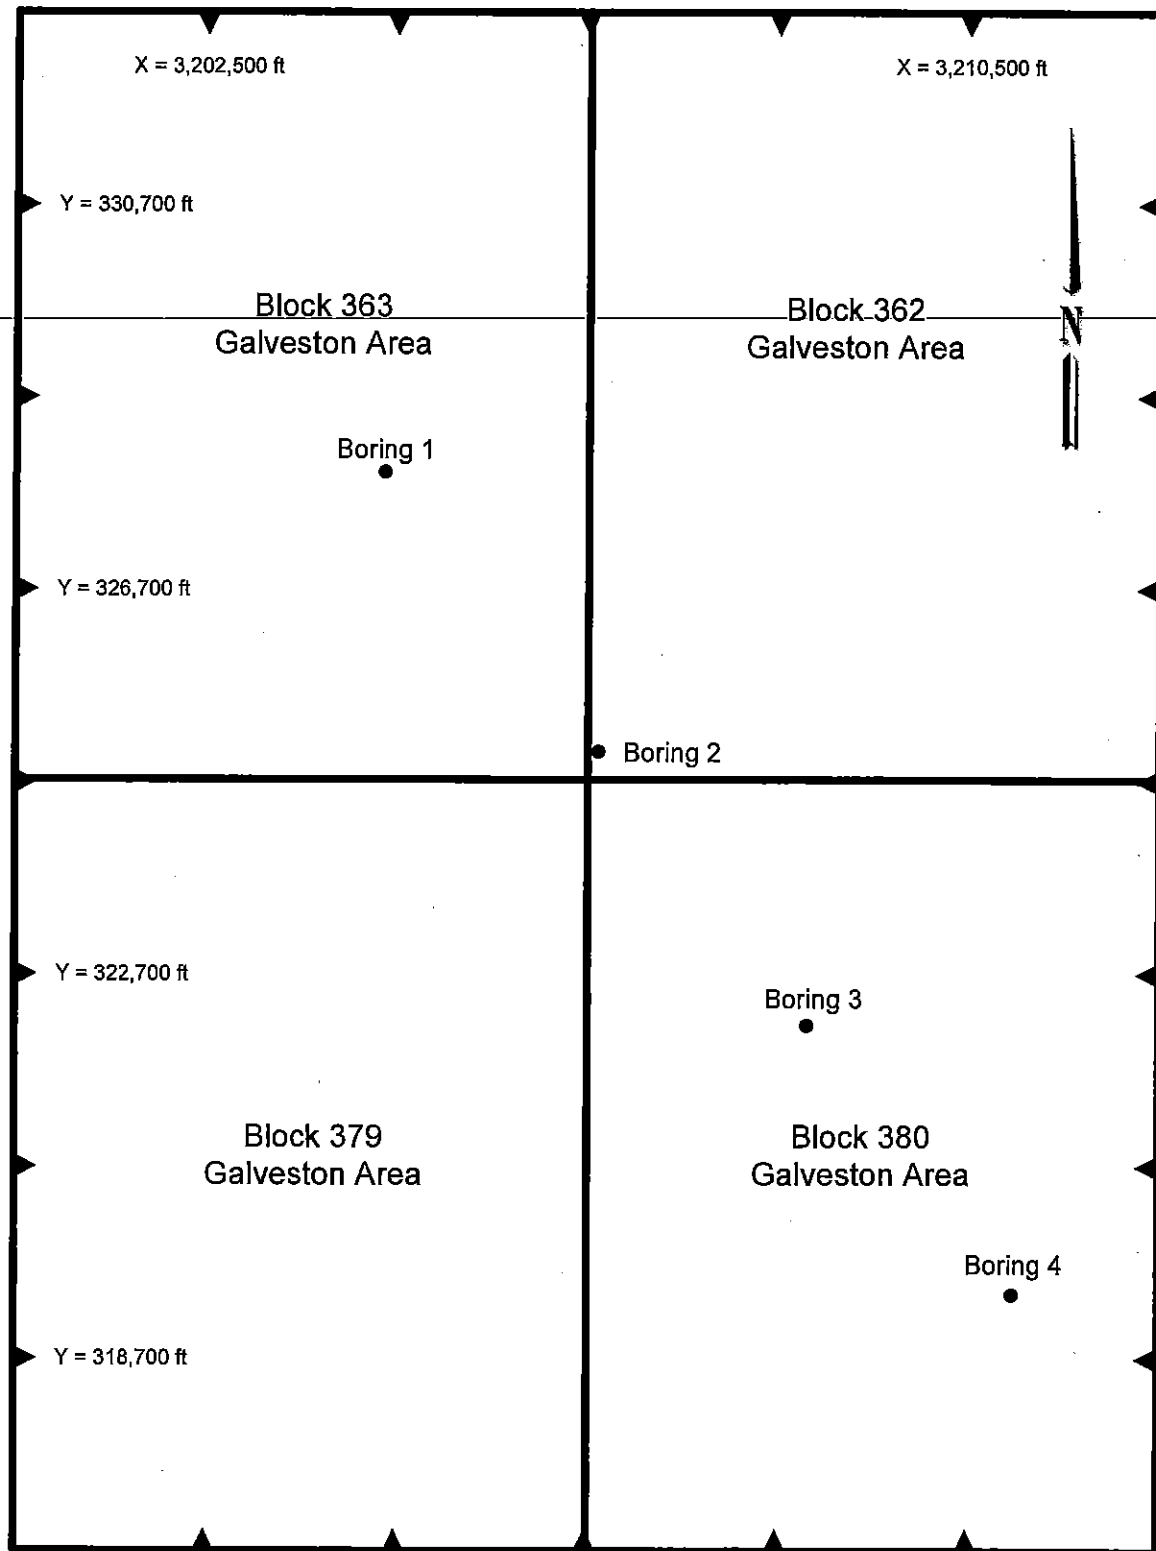 X = 3,202,500 ft
X = 3,210,500 ft
Y = 330,700 ft
Block 363
Galveston Area
Block 362
Galveston Area
N
Boring 1
Y = 326,700 ft
Boring 2
Y = 322,700 ft
Boring 3
Block 379
Galveston Area
Block 380
Galveston Area
Boring 4
Y = 318,700 ft